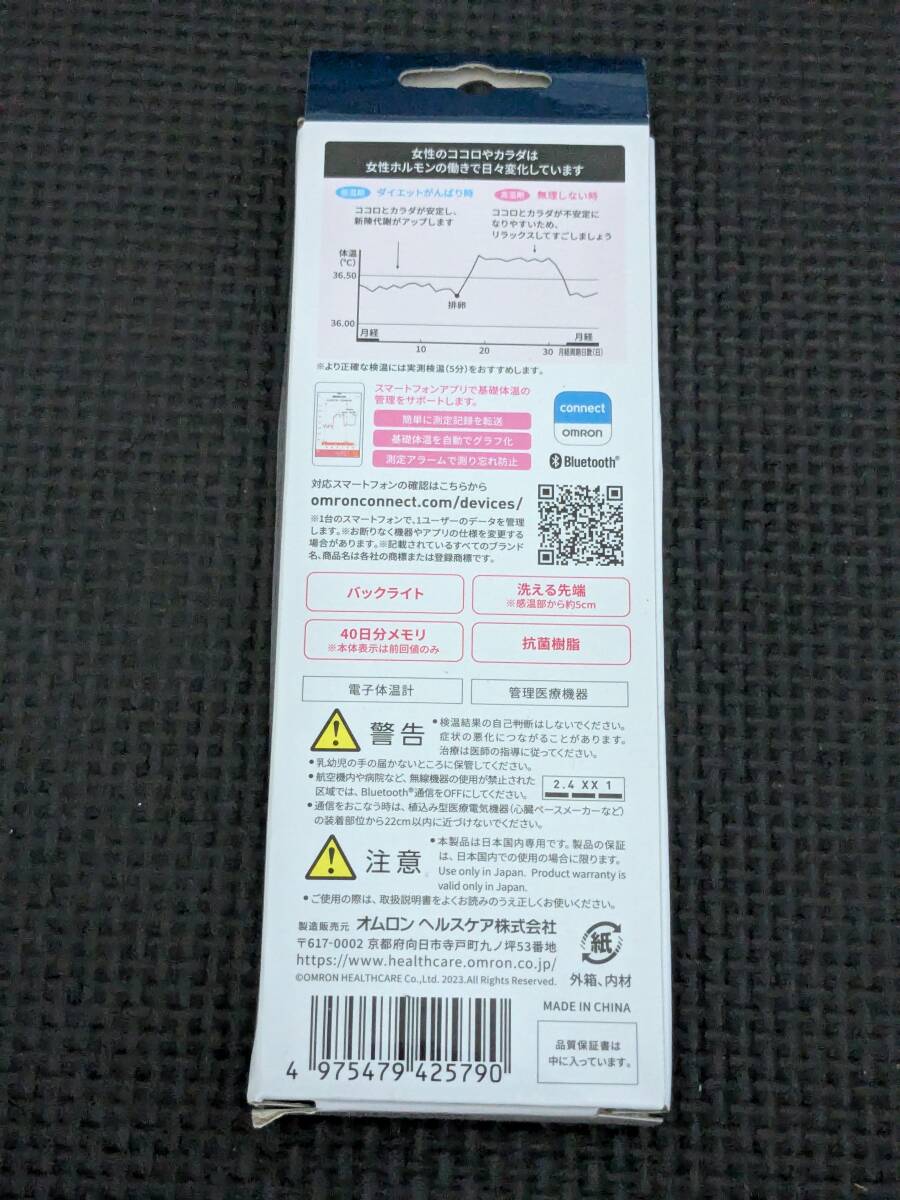 女性のココロやカラダは
女性ホルモンの働きで日々変化しています
低温期 ダイエットがんばり時
ココロとカラダが安定し、
新陳代謝がアップします
高温期 無理しない時
ココロとカラダが不安定に
なりやすいため、
リラックスしてすごしましょう
体温
(℃)
36.50
36.00
排卵
月経
月経
10 20 30 月経周期日数(日)
※より正確な検温には実測検温(5分)をおすすめします。
スマートフォンアプリで基礎体温の
管理をサポートします。
簡単に測定記録を転送
基礎体温を自動でグラフ化
測定アラームで測り忘れ防止
connect
OMRON
Bluetooth®
対応スマートフォンの確認はこちらから
omronconnect.com/devices/
※1台のスマートフォンで、1ユーザーのデータを管理
します。※お断りなく機器やアプリの仕様を変更する
場合があります。※記載されているすべてのブランド
名、商品名は各社の商標または登録商標です。
バックライト
洗える先端
※感温部から約5cm
40日分メモリ
※本体表示は前回値のみ
抗菌樹脂
電子体温計
管理医療機器
警告
•検温結果の自己判断はしないでください。
症状の悪化につながることがあります。
治療は医師の指導に従ってください。
•乳幼児の手の届かないところに保管してください。
•航空機内や病院など、無線機器の使用が禁止された
区域では、Bluetooth®通信をOFFにしてください。
2.4 XX 1
•通信をおこなう時は、植込み型医療電気機器(心臓ペースメーカーなど)
の装着部位から22cm以内に近づけないでください。
注意
•本製品は日本国内専用です。製品の保証
は、日本国内での使用の場合に限ります。
Use only in Japan. Product warranty is
valid only in Japan.
•ご使用の際は、取扱説明書をよくお読みのうえ正しくお使いください。
製造販売元 オムロン ヘルスケア株式会社
〒617-0002 京都府向日市寺戸町九ノ坪53番地
https://www.healthcare.omron.co.jp/
©OMRON HEALTHCARE Co.,Ltd. 2023.All Rights Reserved.
紙
外箱、内材
MADE IN CHINA
品質保証書は
中に入っています。
4 975479 425790